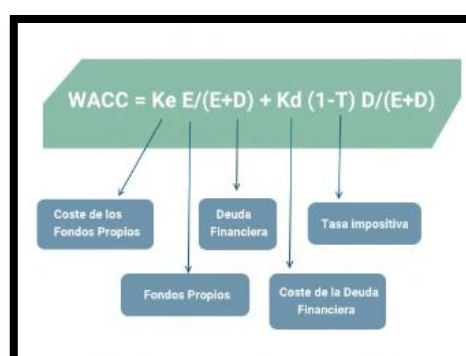 WACC = Ke E/(E+D) + Kd (1-T) D/(E+D)
Coste de los
Fondos Propios
Deuda
Financiera
Tasa impositiva
Fondos Propios
Coste de la Deuda
Financiera